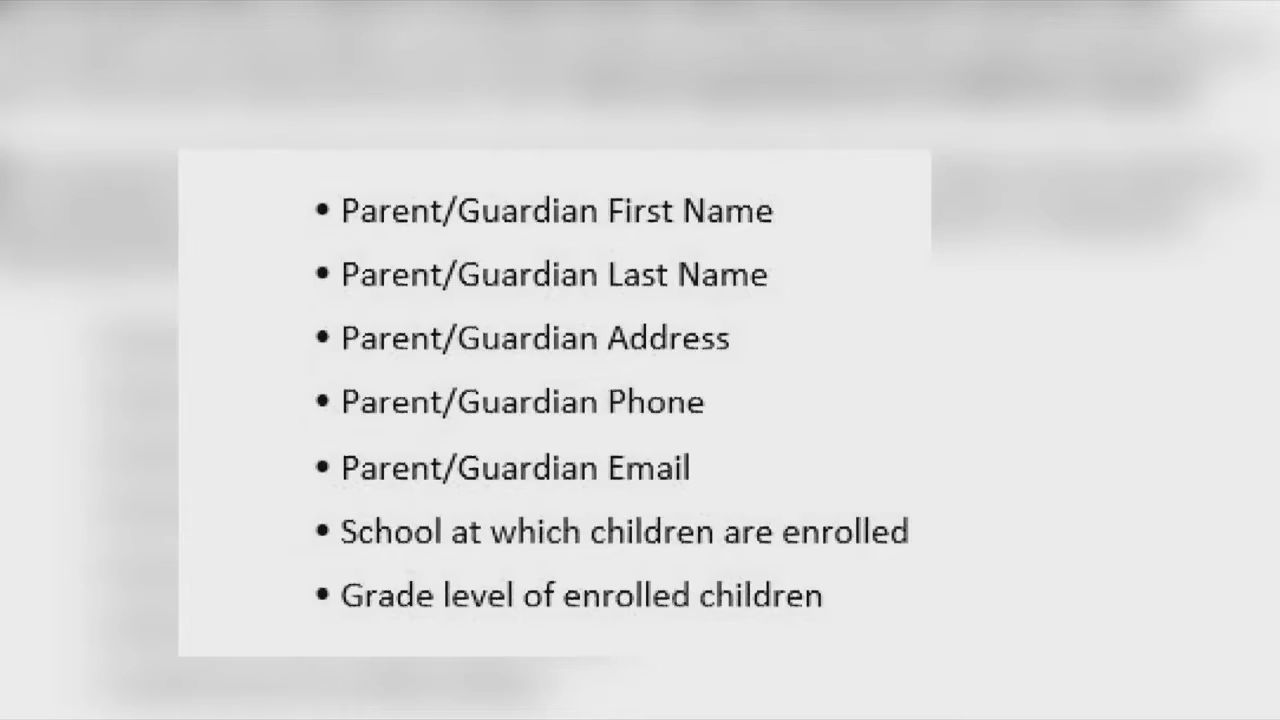 • Parent/Guardian First Name
• Parent/Guardian Last Name
• Parent/Guardian Address
• Parent/Guardian Phone
• Parent/Guardian Email
• School at which children are enrolled
• Grade level of enrolled children